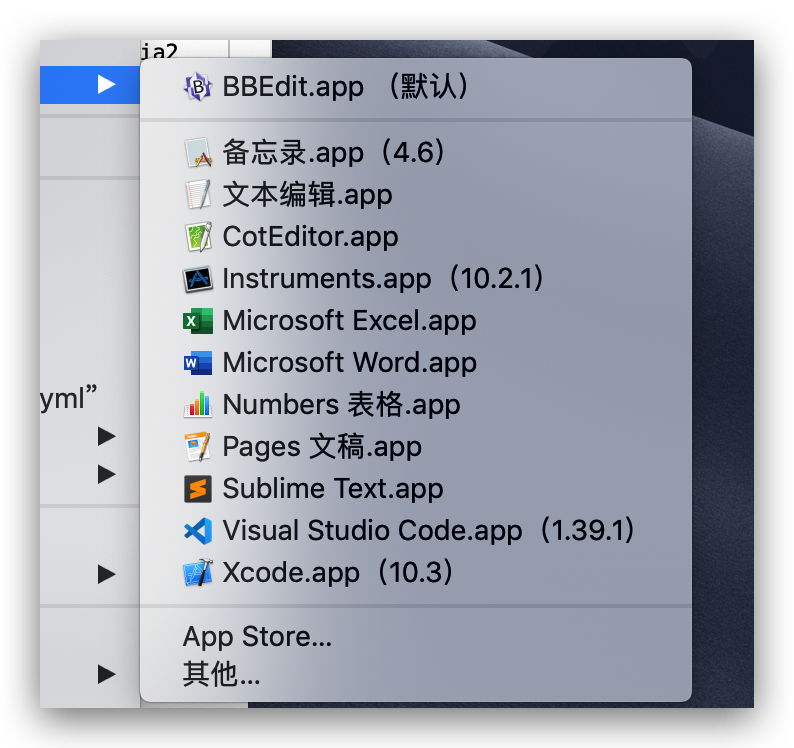 ia2
BBEdit.app （默认）
备忘录.app（4.6）
文本编辑.app
CotEditor.app
Instruments.app（10.2.1）
Microsoft Excel.app
Microsoft Word.app
yml”
Numbers 表格.app
Pages 文稿.app
Sublime Text.app
Visual Studio Code.app（1.39.1）
Xcode.app（10.3）
App Store...
其他...